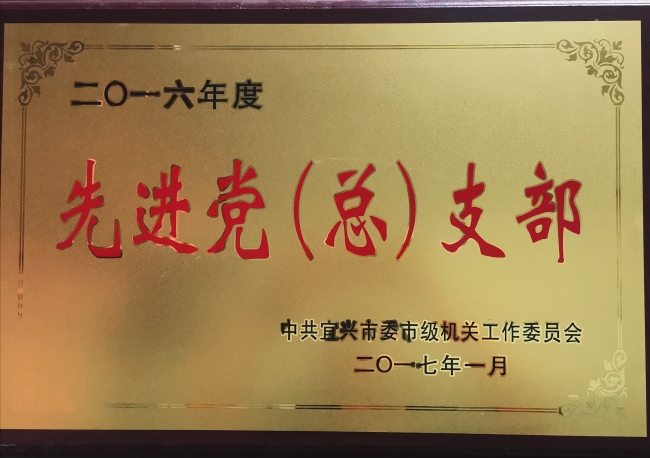 二〇一六年度
先进党(总)支部
中共宜兴市委市级机关工作委员会
二〇一七年一月